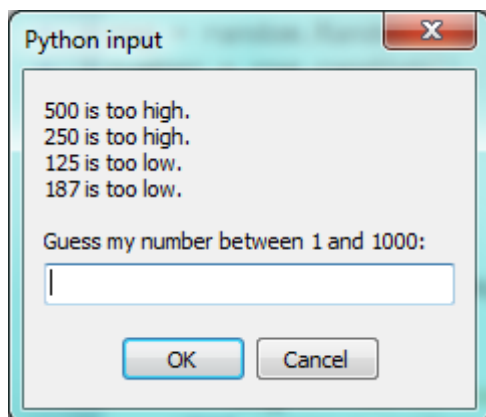 Python input
500 is too high.
250 is too high.
125 is too low.
187 is too low.
Guess my number between 1 and 1000:
OK
Cancel